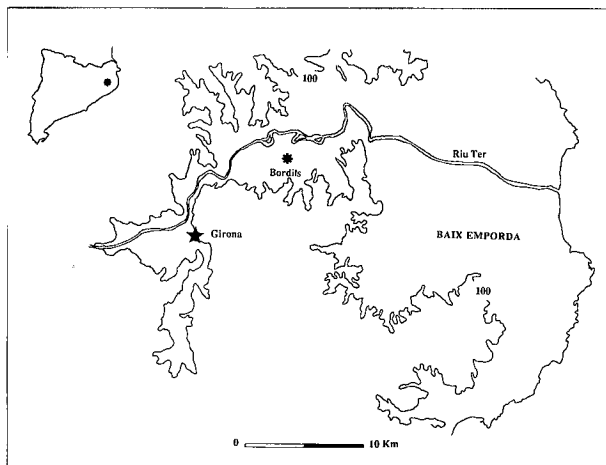 100
Riu Ter
Bordils
Girona
BAIX EMPORDA
100
0 10 Km